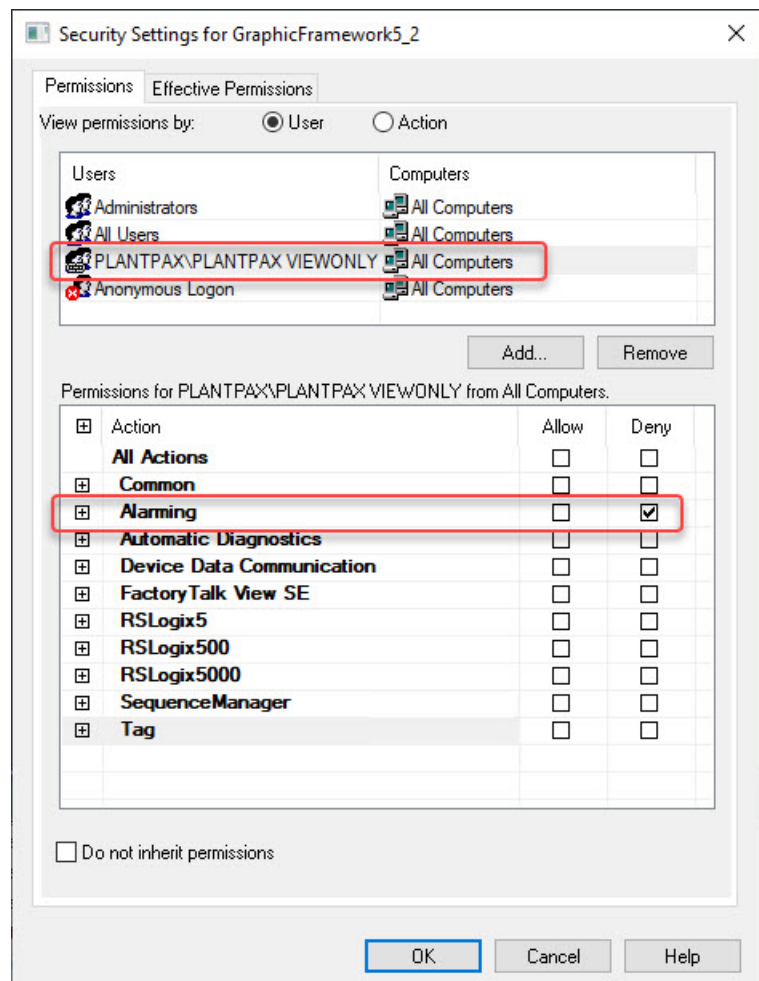 Security Settings for GraphicFramework5_2
Permissions Effective Permissions
View permissions by: User Action
Users Computers
Administrators All Computers
All Users All Computers
PLANTPAX\PLANTPAX VIEWONLY All Computers
Anonymous Logon All Computers
Add... Remove
Permissions for PLANTPAX\PLANTPAX VIEWONLY from All Computers.
Action Allow Deny
All Actions
Common
Alarming
Automatic Diagnostics
Device Data Communication
FactoryTalk View SE
RSLogix5
RSLogix500
RSLogix5000
SequenceManager
Tag
Do not inherit permissions
OK Cancel Help